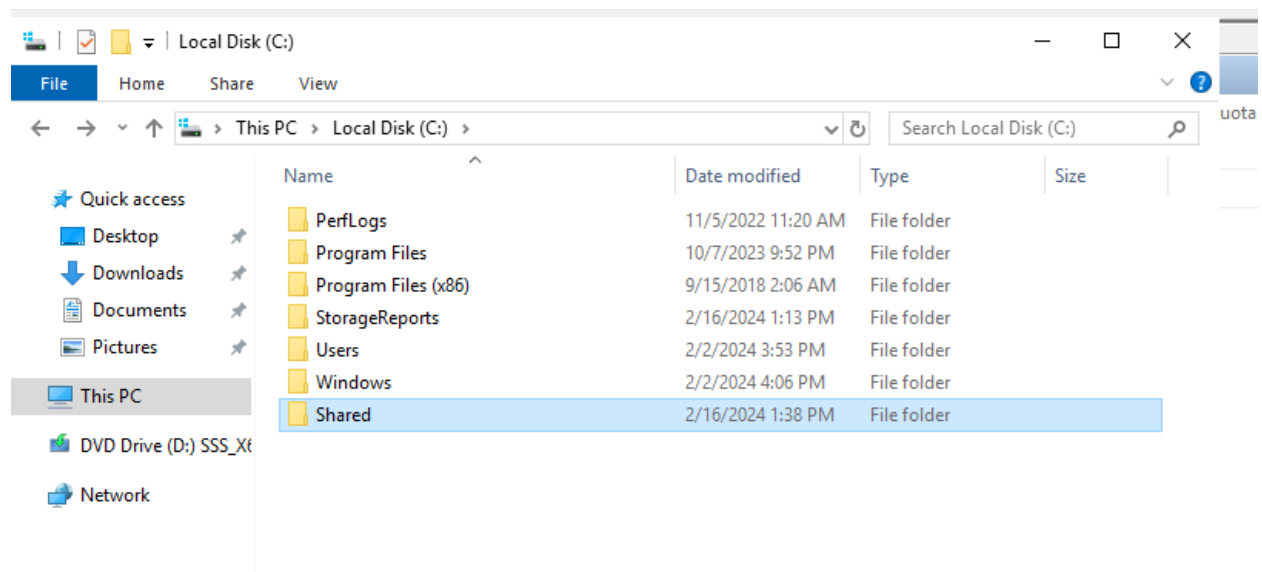 Local Disk (C:)
File Home Share View
This PC > Local Disk (C:) > Search Local Disk (C:)
uota
Name Date modified Type Size
Quick access
Desktop
Downloads
Documents
Pictures
This PC
DVD Drive (D:) SSS_X6
Network
PerfLogs 11/5/2022 11:20 AM File folder
Program Files 10/7/2023 9:52 PM File folder
Program Files (x86) 9/15/2018 2:06 AM File folder
StorageReports 2/16/2024 1:13 PM File folder
Users 2/2/2024 3:53 PM File folder
Windows 2/2/2024 4:06 PM File folder
Shared 2/16/2024 1:38 PM File folder